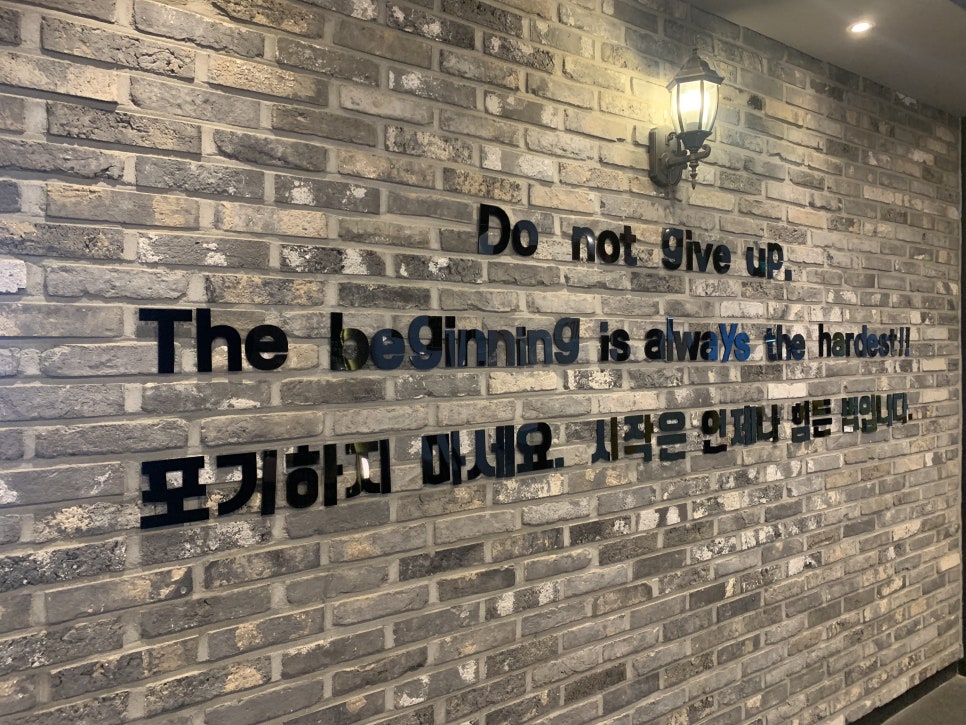 Do not give up.
The beginning is always the hardest!!
포기하지 마세요. 시작은 언제나 힘든 법입니다.